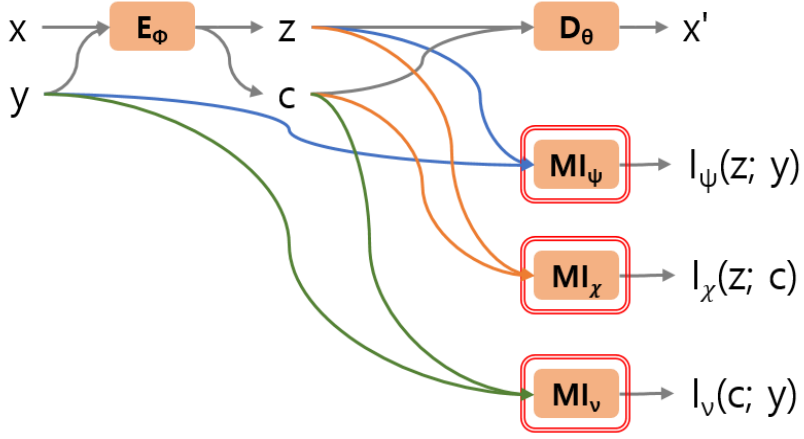 x E_Φ z D_θ x'
y c
MI_ψ I_ψ(z; y)
MI_χ I_χ(z; c)
MI_ν I_ν(c; y)